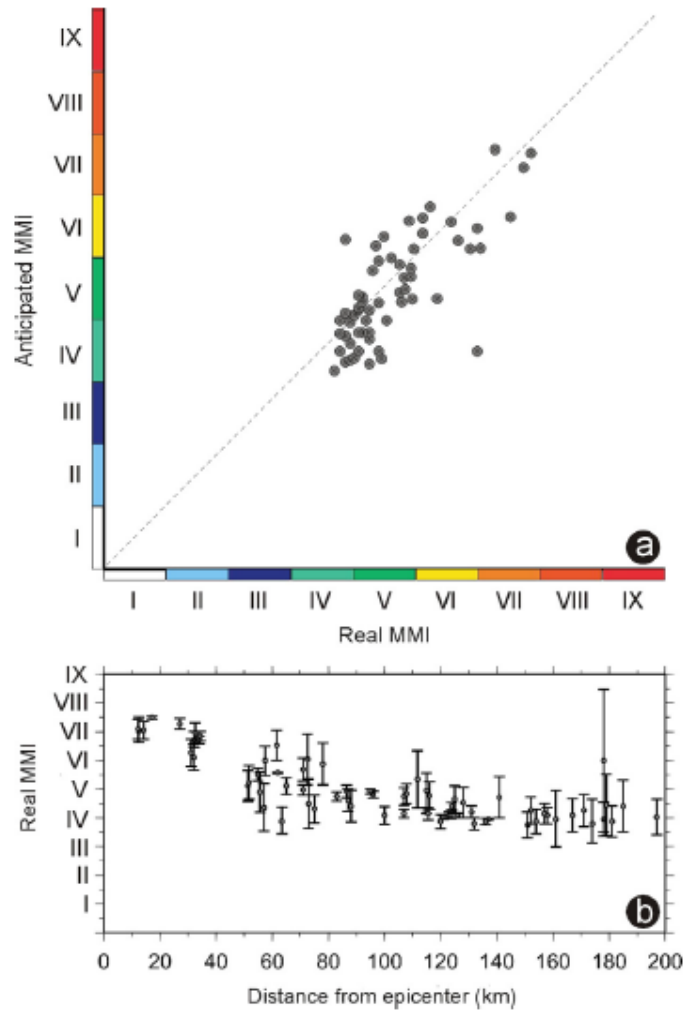 IX
VIII
VII
VI
V
IV
III
II
I
Anticipated MMI
a
I II III IV V VI VII VIII IX
Real MMI
IX
VIII
VII
VI
V
IV
III
II
I
Real MMI
b
0 20 40 60 80 100 120 140 160 180 200
Distance from epicenter (km)